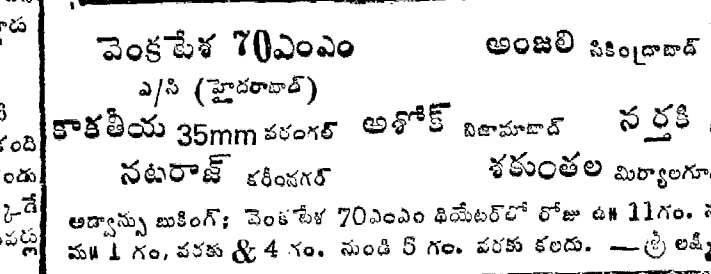 వెంకటేశ 70ఎంఎం అంజలి సికింద్రాబాద్
ఎ/సి (హైదరాబాద్)
కాకతీయ 35mm వరంగల్ అశోక్ నిజామాబాద్ నర్తకి
నటరాజ్ కరీంనగర్ శకుంతల మిర్యాలగూ
అడ్వాన్సు బుకింగ్; వెంకటేశ 70ఎంఎం థియేటర్‌లో రోజు ఉ॥ 11గం.
మ॥ 1 గం, వరకు & 4 గం. నుండి 5 గం. వరకు కలదు. — శ్రీ లక్ష్మీ